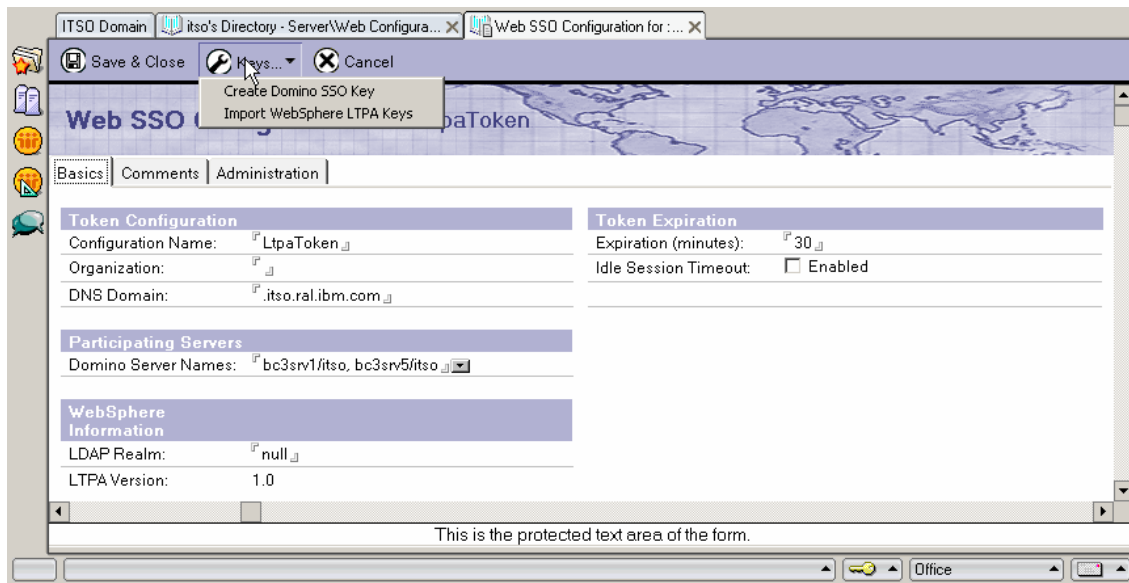 ITSO Domain itso's Directory - Server\Web Configura... Web SSO Configuration for :...
Save & Close Keys... Cancel
Create Domino SSO Key
Import WebSphere LTPA Keys
Web SSO paToken
Basics Comments Administration
Token Configuration Token Expiration
Configuration Name: LtpaToken Expiration (minutes): 30
Organization: Idle Session Timeout: Enabled
DNS Domain: .itso.ral.ibm.com
Participating Servers
Domino Server Names: bc3srv1/itso, bc3srv5/itso
WebSphere
Information
LDAP Realm: null
LTPA Version: 1.0
This is the protected text area of the form.
Office